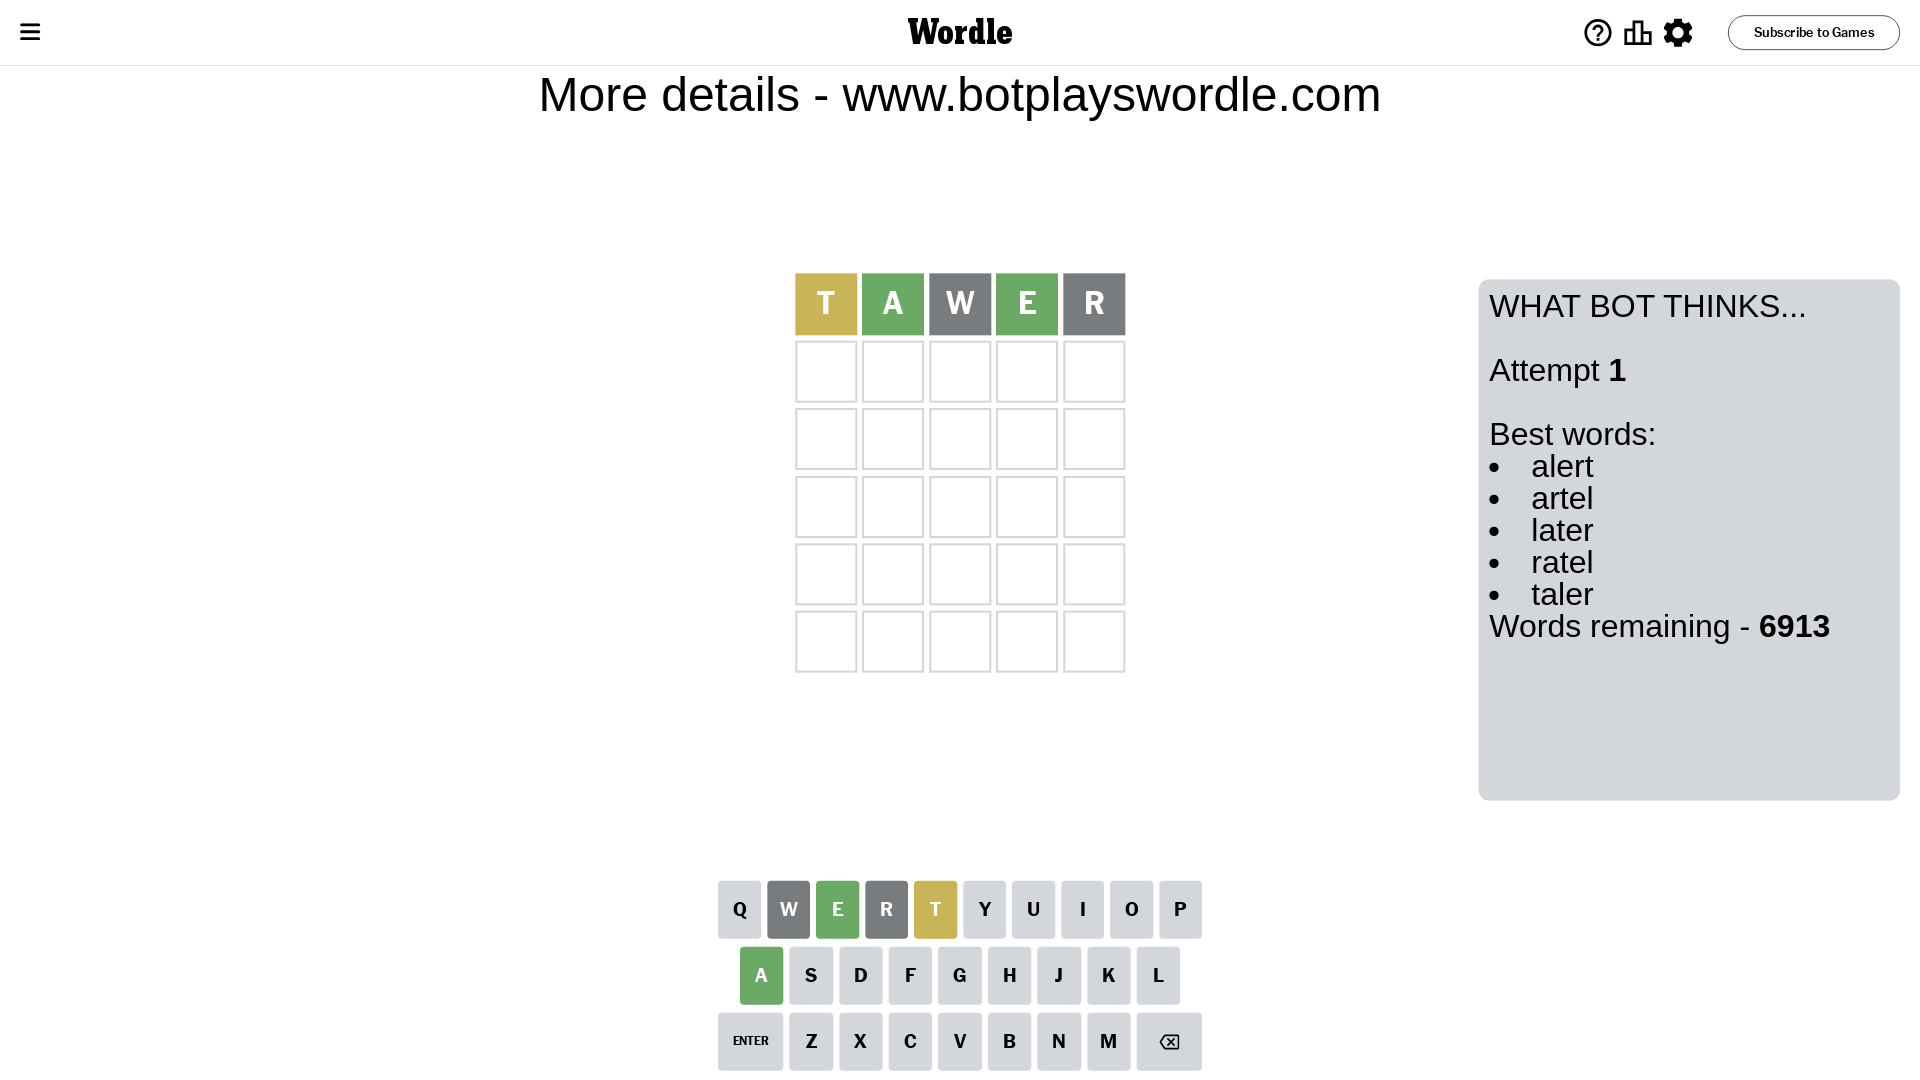 Wordle
Subscribe to Games
More details - www.botplayswordle.com
T A W E R
WHAT BOT THINKS...
Attempt 1
Best words:
• alert
• artel
• later
• ratel
• taler
Words remaining - 6913
Q W E R T Y U I O P
A S D F G H J K L
ENTER Z X C V B N M